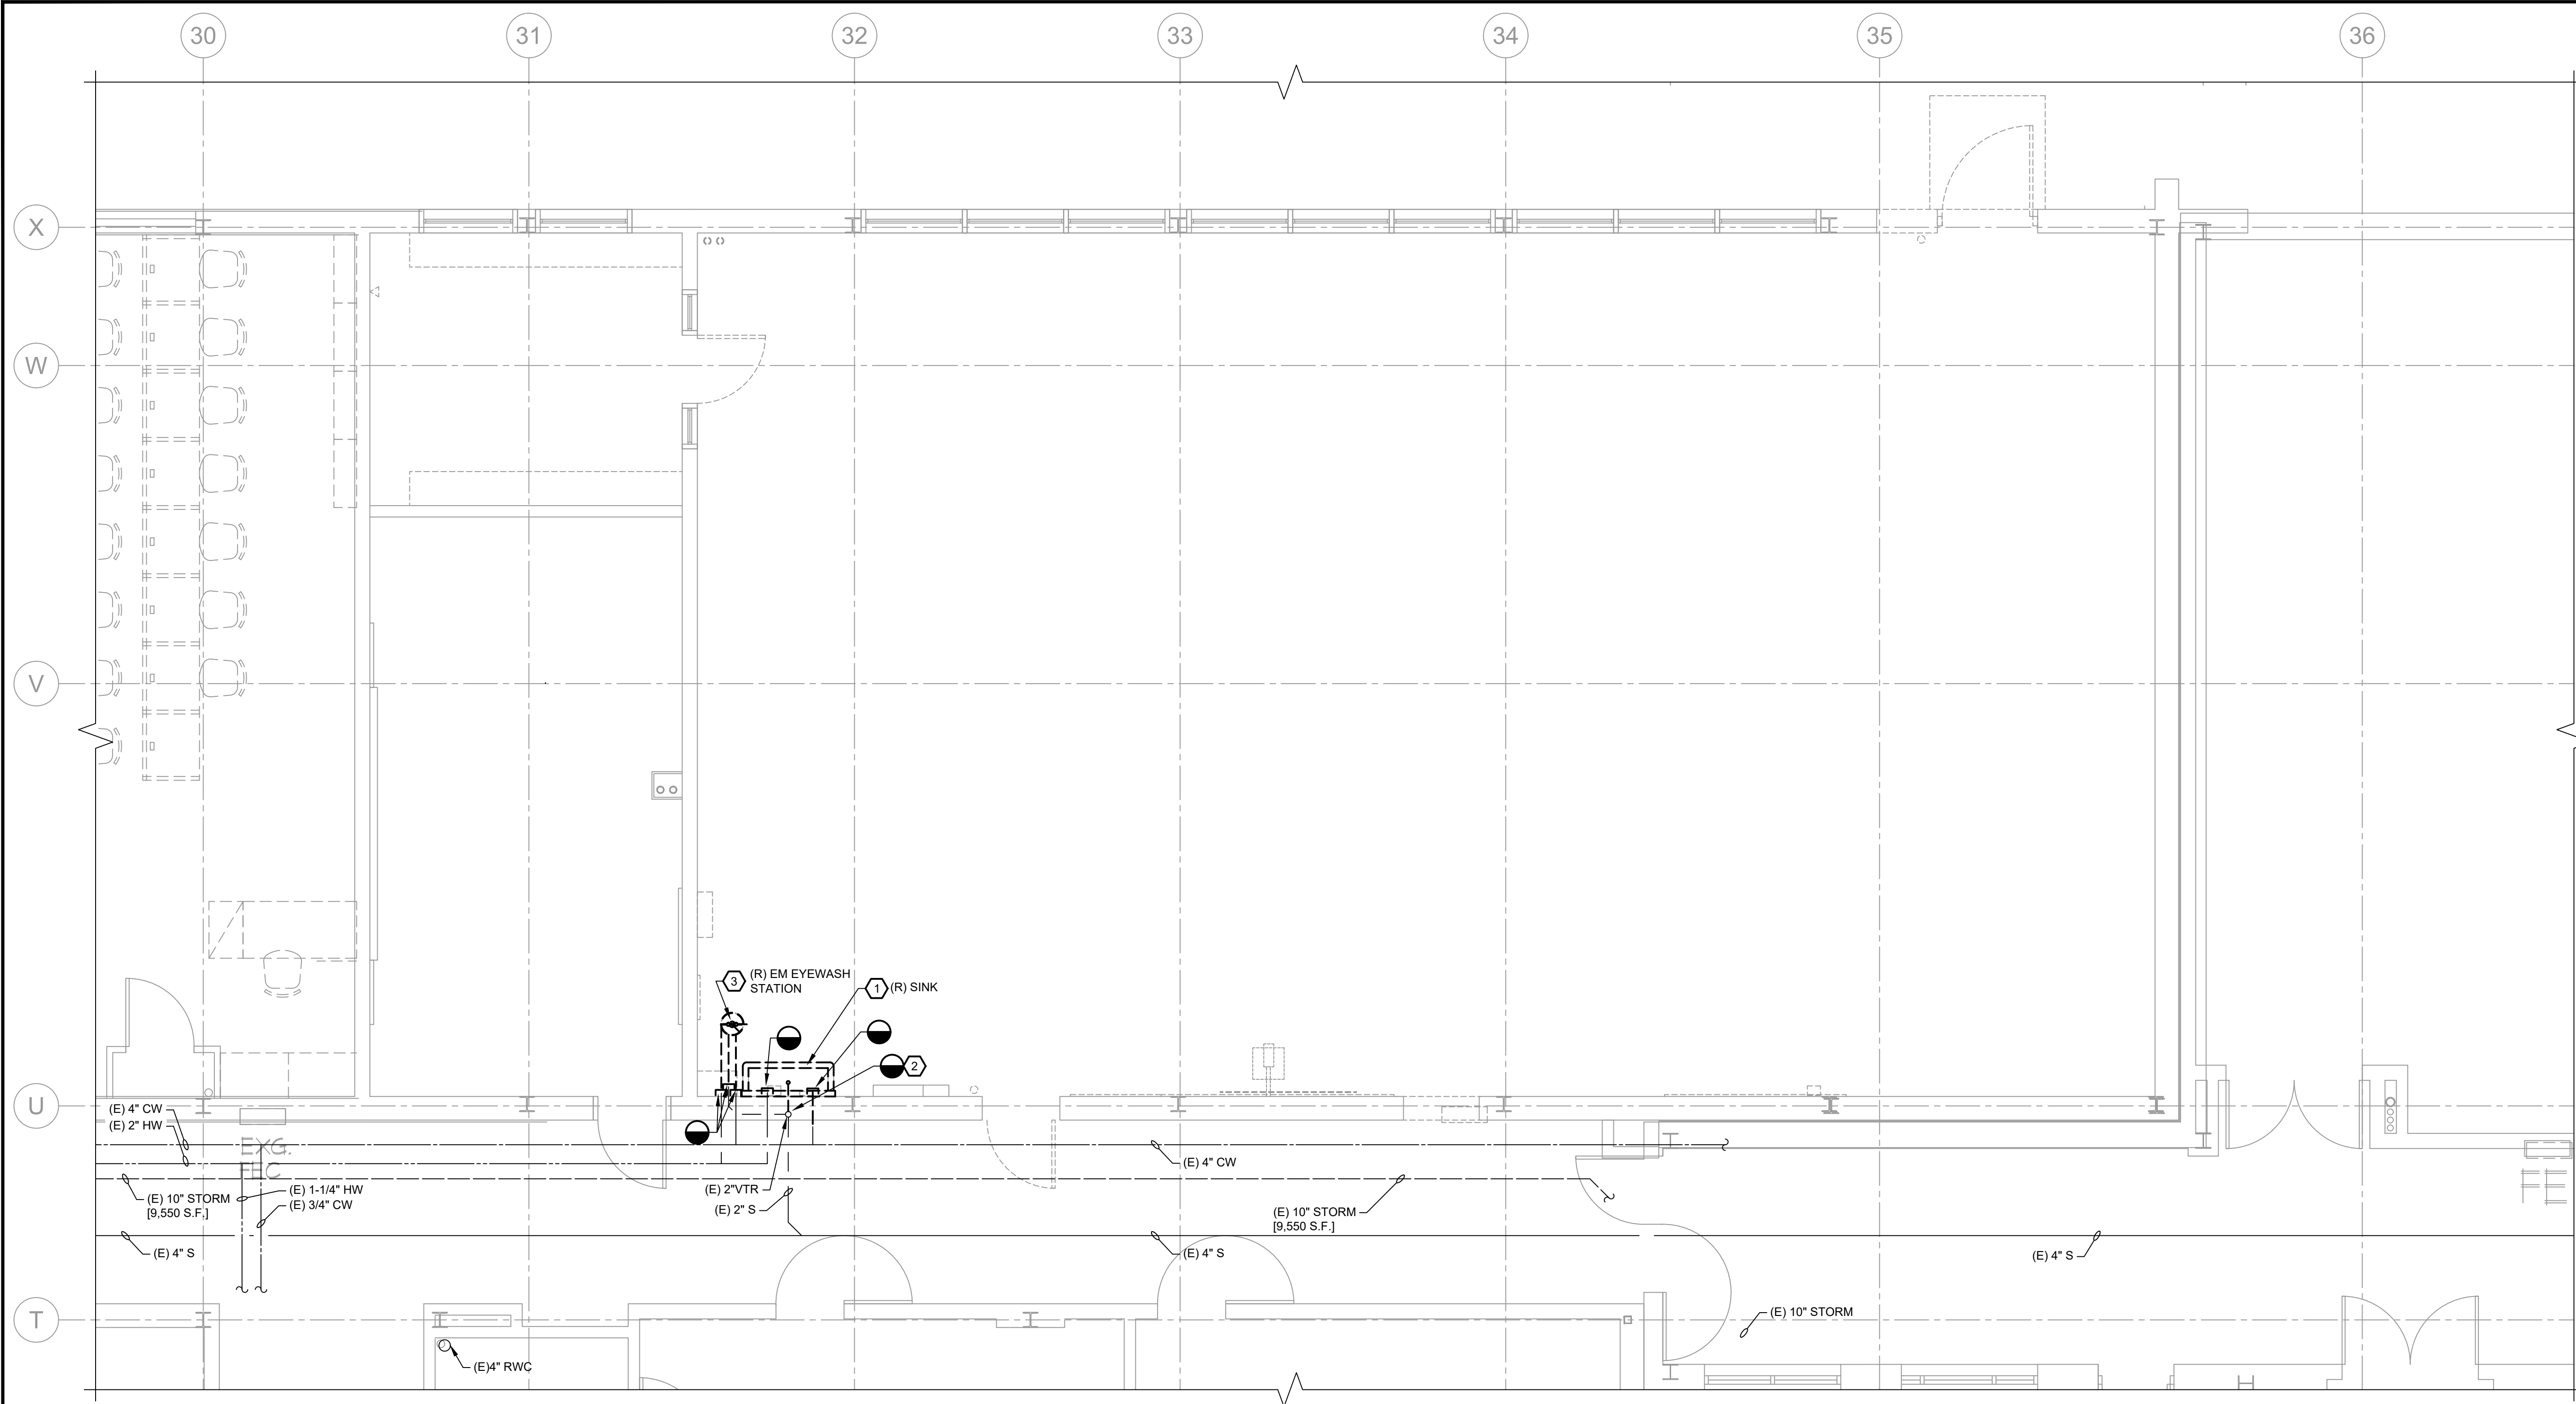 30
31
32
33
34
35
36
X
W
V
U
T
3
(R) EM EYEWASH
STATION
1
(R) SINK
2
(E) 4" CW
(E) 2" HW
EXG.
FEC
(E) 10" STORM
[9,550 S.F.]
(E) 1-1/4" HW
(E) 3/4" CW
(E) 4" S
(E) 2"VTR
(E) 2" S
(E) 4" CW
(E) 10" STORM
[9,550 S.F.]
(E) 4" S
(E) 4" S
(E) 10" STORM
(E)4" RWC